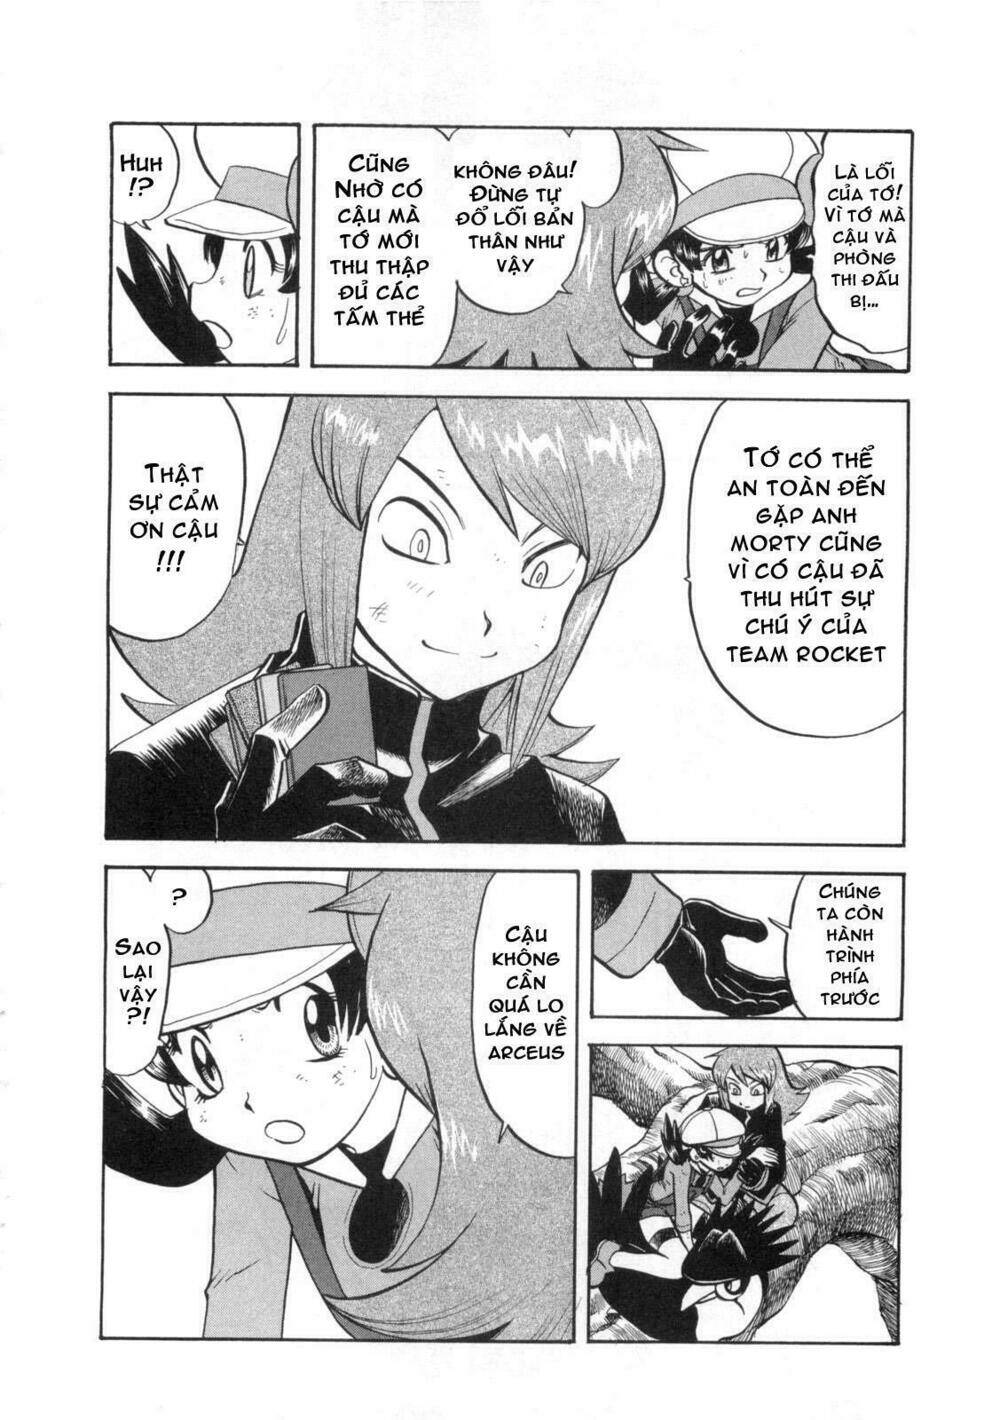 LÀ LỖI
CỦA TỚ!
VÌ TỚ MÀ
CẬU VÀ
PHÒNG
THI ĐẤU
BỊ...
KHÔNG ĐÂU!
ĐỪNG TỰ
ĐỔ LỖI BẢN
THÂN NHƯ
VẬY
CŨNG
NHỜ CÓ
CẬU MÀ
TỚ MỚI
THU THẬP
ĐỦ CÁC
TẤM THẺ
HUH
!?
TỚ CÓ THỂ
AN TOÀN ĐẾN
GẶP ANH
MORTY CŨNG
VÌ CÓ CẬU ĐÃ
THU HÚT SỰ
CHÚ Ý CỦA
TEAM ROCKET
THẬT
SỰ CẢM
ƠN CẬU
!!!
CHÚNG
TA CÒN
HÀNH
TRÌNH
PHÍA
TRƯỚC
CẬU
KHÔNG
CẦN
QUÁ LO
LẮNG VỀ
ARCEUS
?
SAO
LẠI
VẬY
?!